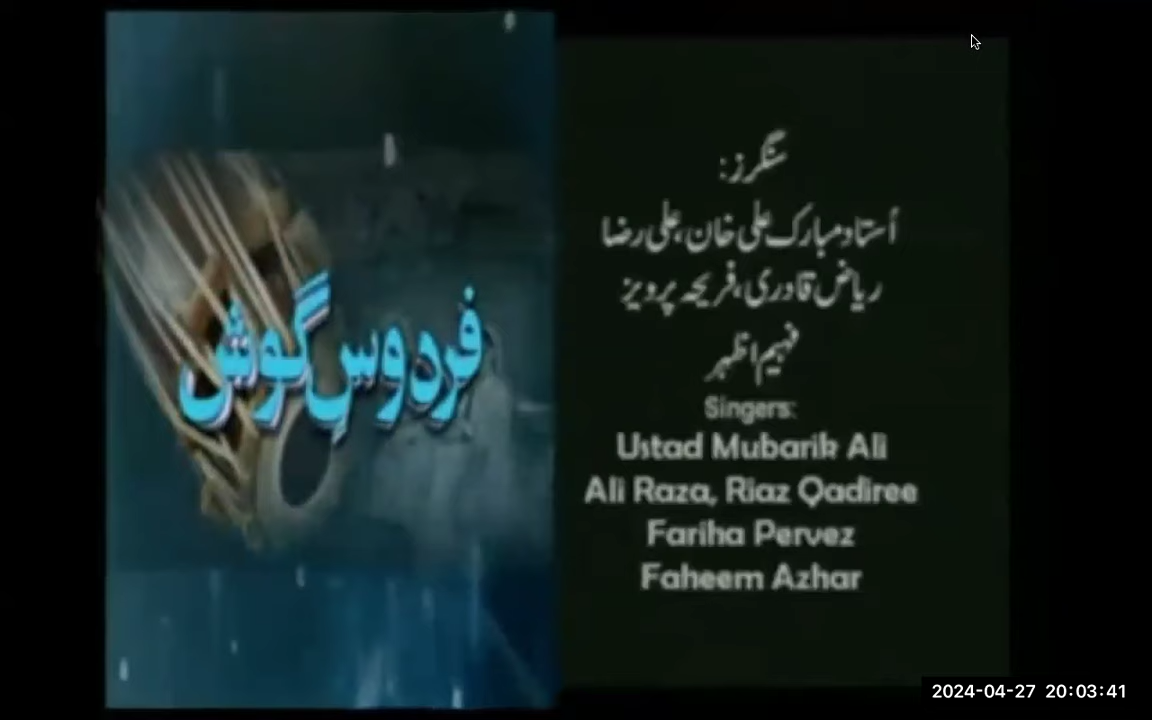 فردوسِ گوش
سنگرز:
اُستاد مبارک علی خان، علی رضا
ریاض قادری، فریحہ پرویز
فہیم اظہر
Singers:
Ustad Mubarik Ali
Ali Raza, Riaz Qadiree
Fariha Pervez
Faheem Azhar
2024-04-27 20:03:41